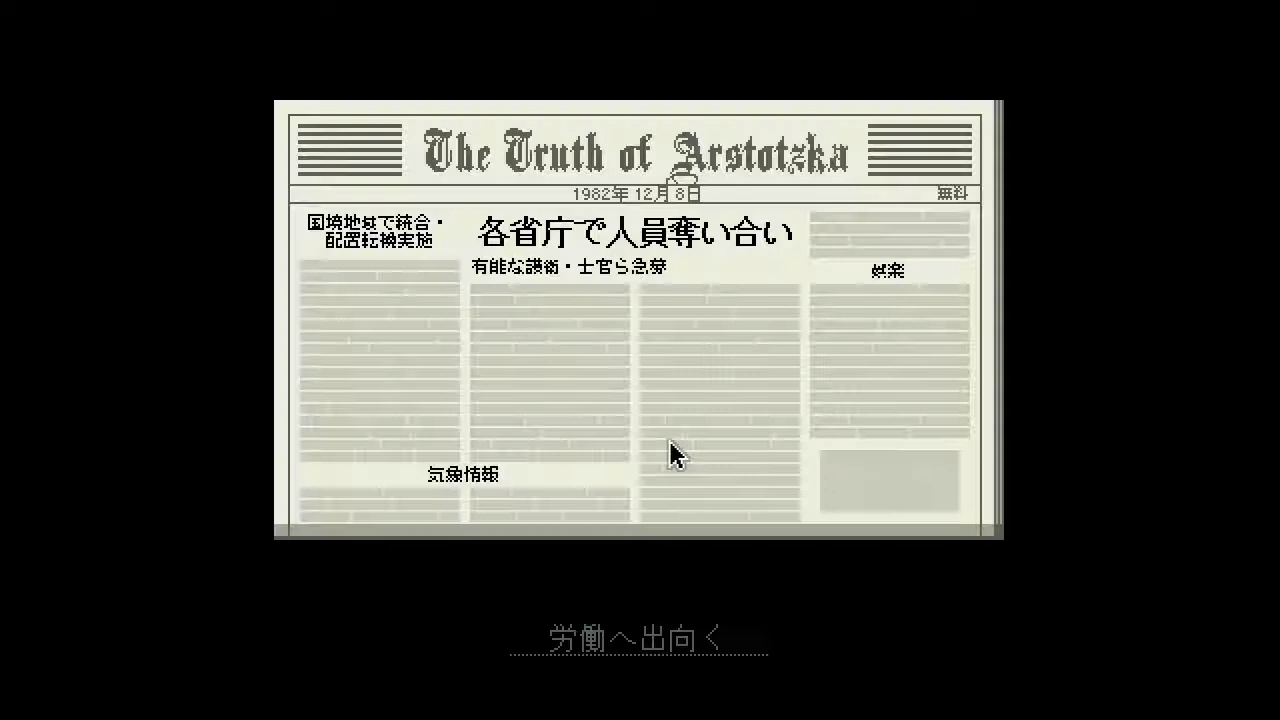 The Truth of Arstotzka
1982年 12月 8日
無料
国境地域で統合・
配置転換実施
各省庁で人員奪い合い
有能な護衛・士官ら急募
娯楽
気象情報
労働へ出向く